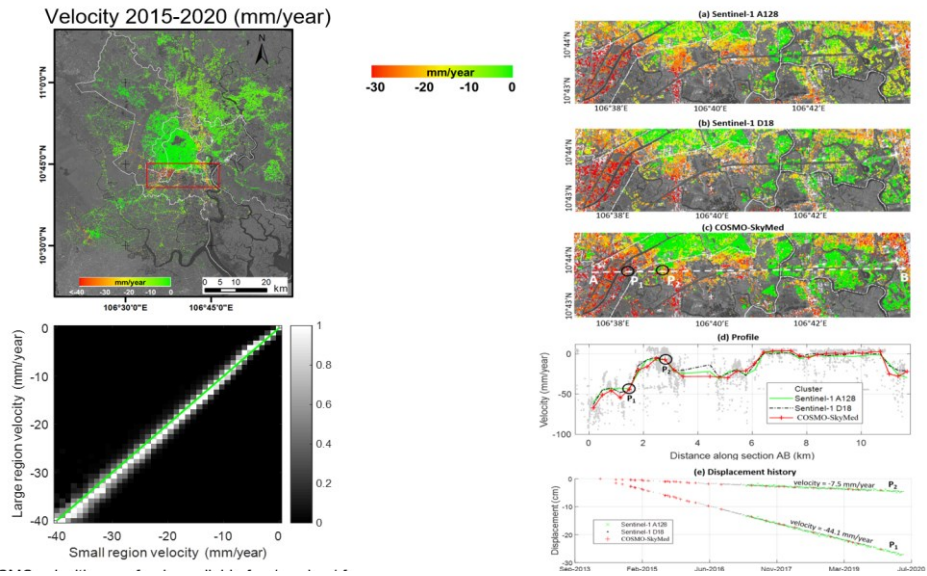 Velocity 2015-2020 (mm/year)
N
11°0'0"N
10°45'0"N
10°30'0"N
<-40 -30 -20 -10 0
mm/year
0 5 10 20
km
106°30'0"E 106°45'0"E
mm/year
-30 -20 -10 0
Large region velocity (mm/year)
0
-10
-20
-30
-40
-40 -30 -20 -10 0
Small region velocity (mm/year)
1
0.8
0.6
0.4
0.2
0
(a) Sentinel-1 A128
10°44'N
10°43'N
106°38'E 106°40'E 106°42'E
(b) Sentinel-1 D18
10°44'N
10°43'N
106°38'E 106°40'E 106°42'E
(c) COSMO-SkyMed
10°44'N
10°43'N
A P1 P2 B
106°38'E 106°40'E 106°42'E
(d) Profile
Velocity (mm/year)
0
-50
-100
P1
P2
Cluster
Sentinel-1 A128
Sentinel-1 D18
COSMO-SkyMed
0 2 4 6 8 10
Distance along section AB (km)
(e) Displacement history
Displacement (cm)
0
-10
-20
-30
velocity = -7.5 mm/year
P2
velocity = -44.1 mm/year
P1
Sentinel-1 A128
Sentinel-1 D18
COSMO-SkyMed
Sep-2013 Feb-2015 Jun-2016 Nov-2017 Mar-2019 Jul-2020